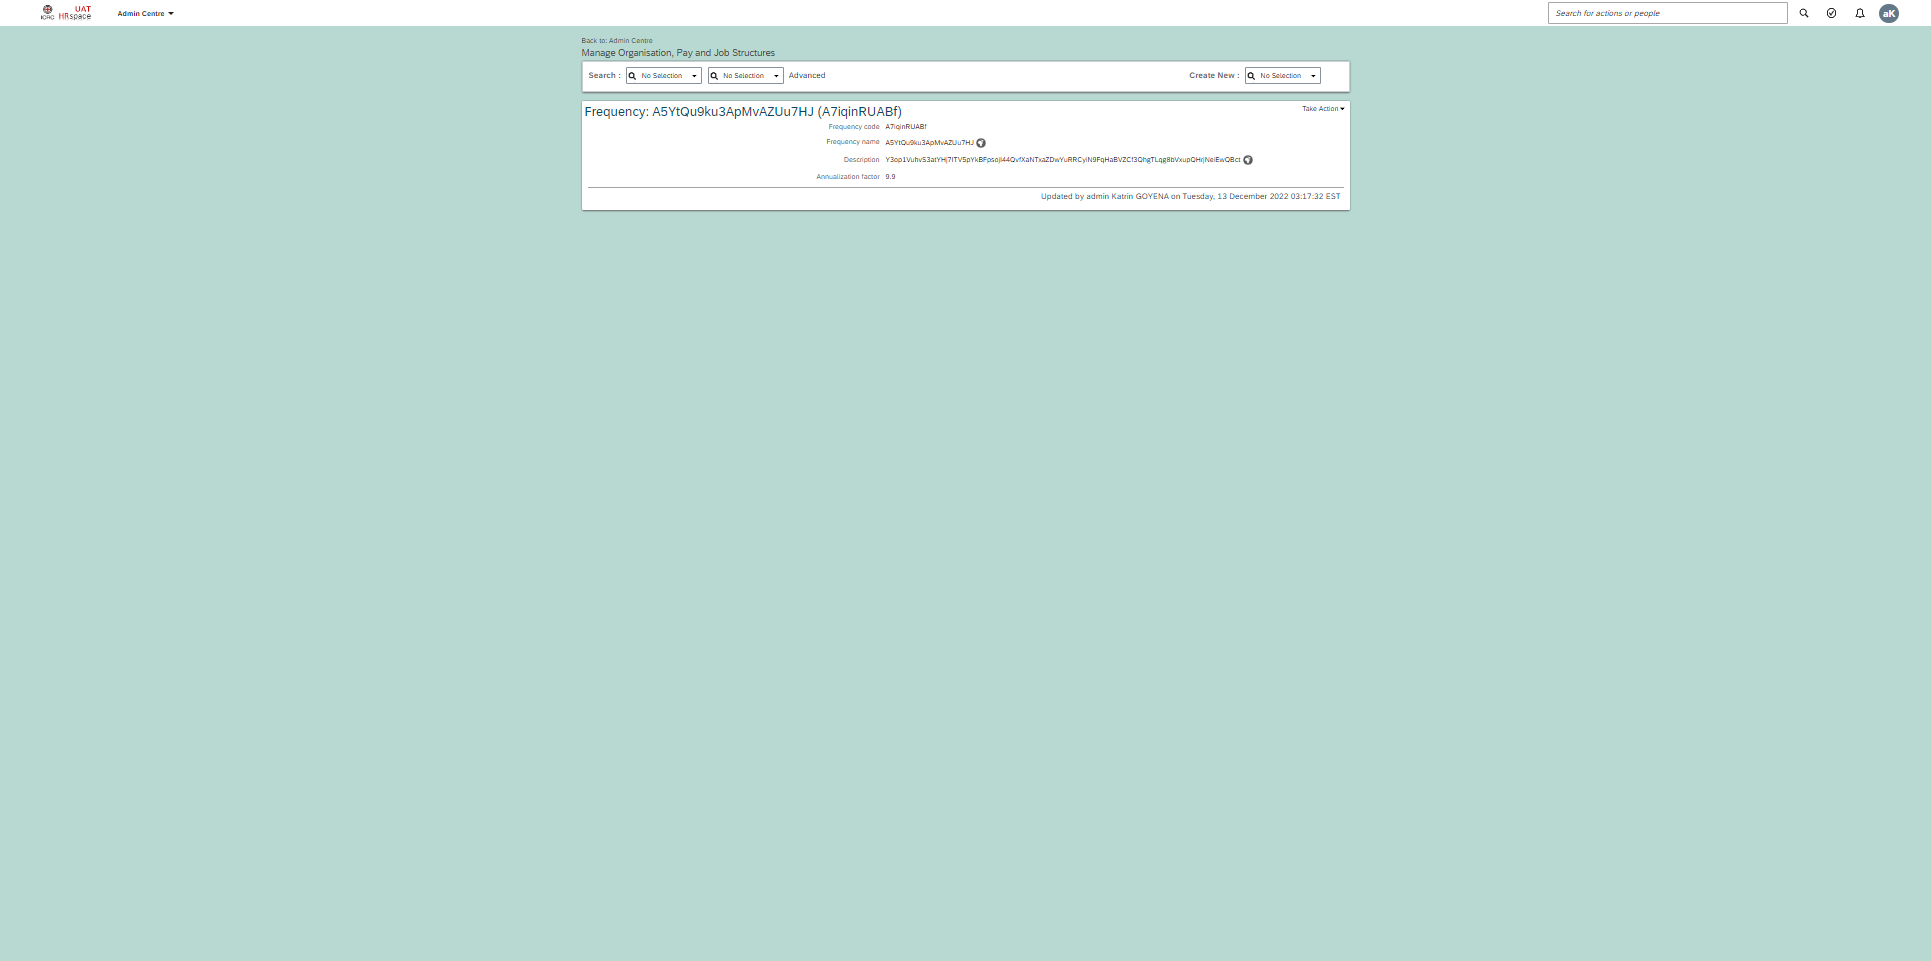 ICRC
UAT
HRspace
Admin Centre
Search for actions or people
aK
Back to: Admin Centre
Manage Organisation, Pay and Job Structures
Search : No Selection No Selection Advanced Create New : No Selection
Frequency: A5YtQu9ku3ApMvAZUu7HJ (A7iqinRUABf) Take Action
Frequency code A7iqinRUABf
Frequency name A5YtQu9ku3ApMvAZUu7HJ
Description
Annualization factor 9.9
Updated by admin Katrin GOYENA on Tuesday, 13 December 2022 03:17:32 EST